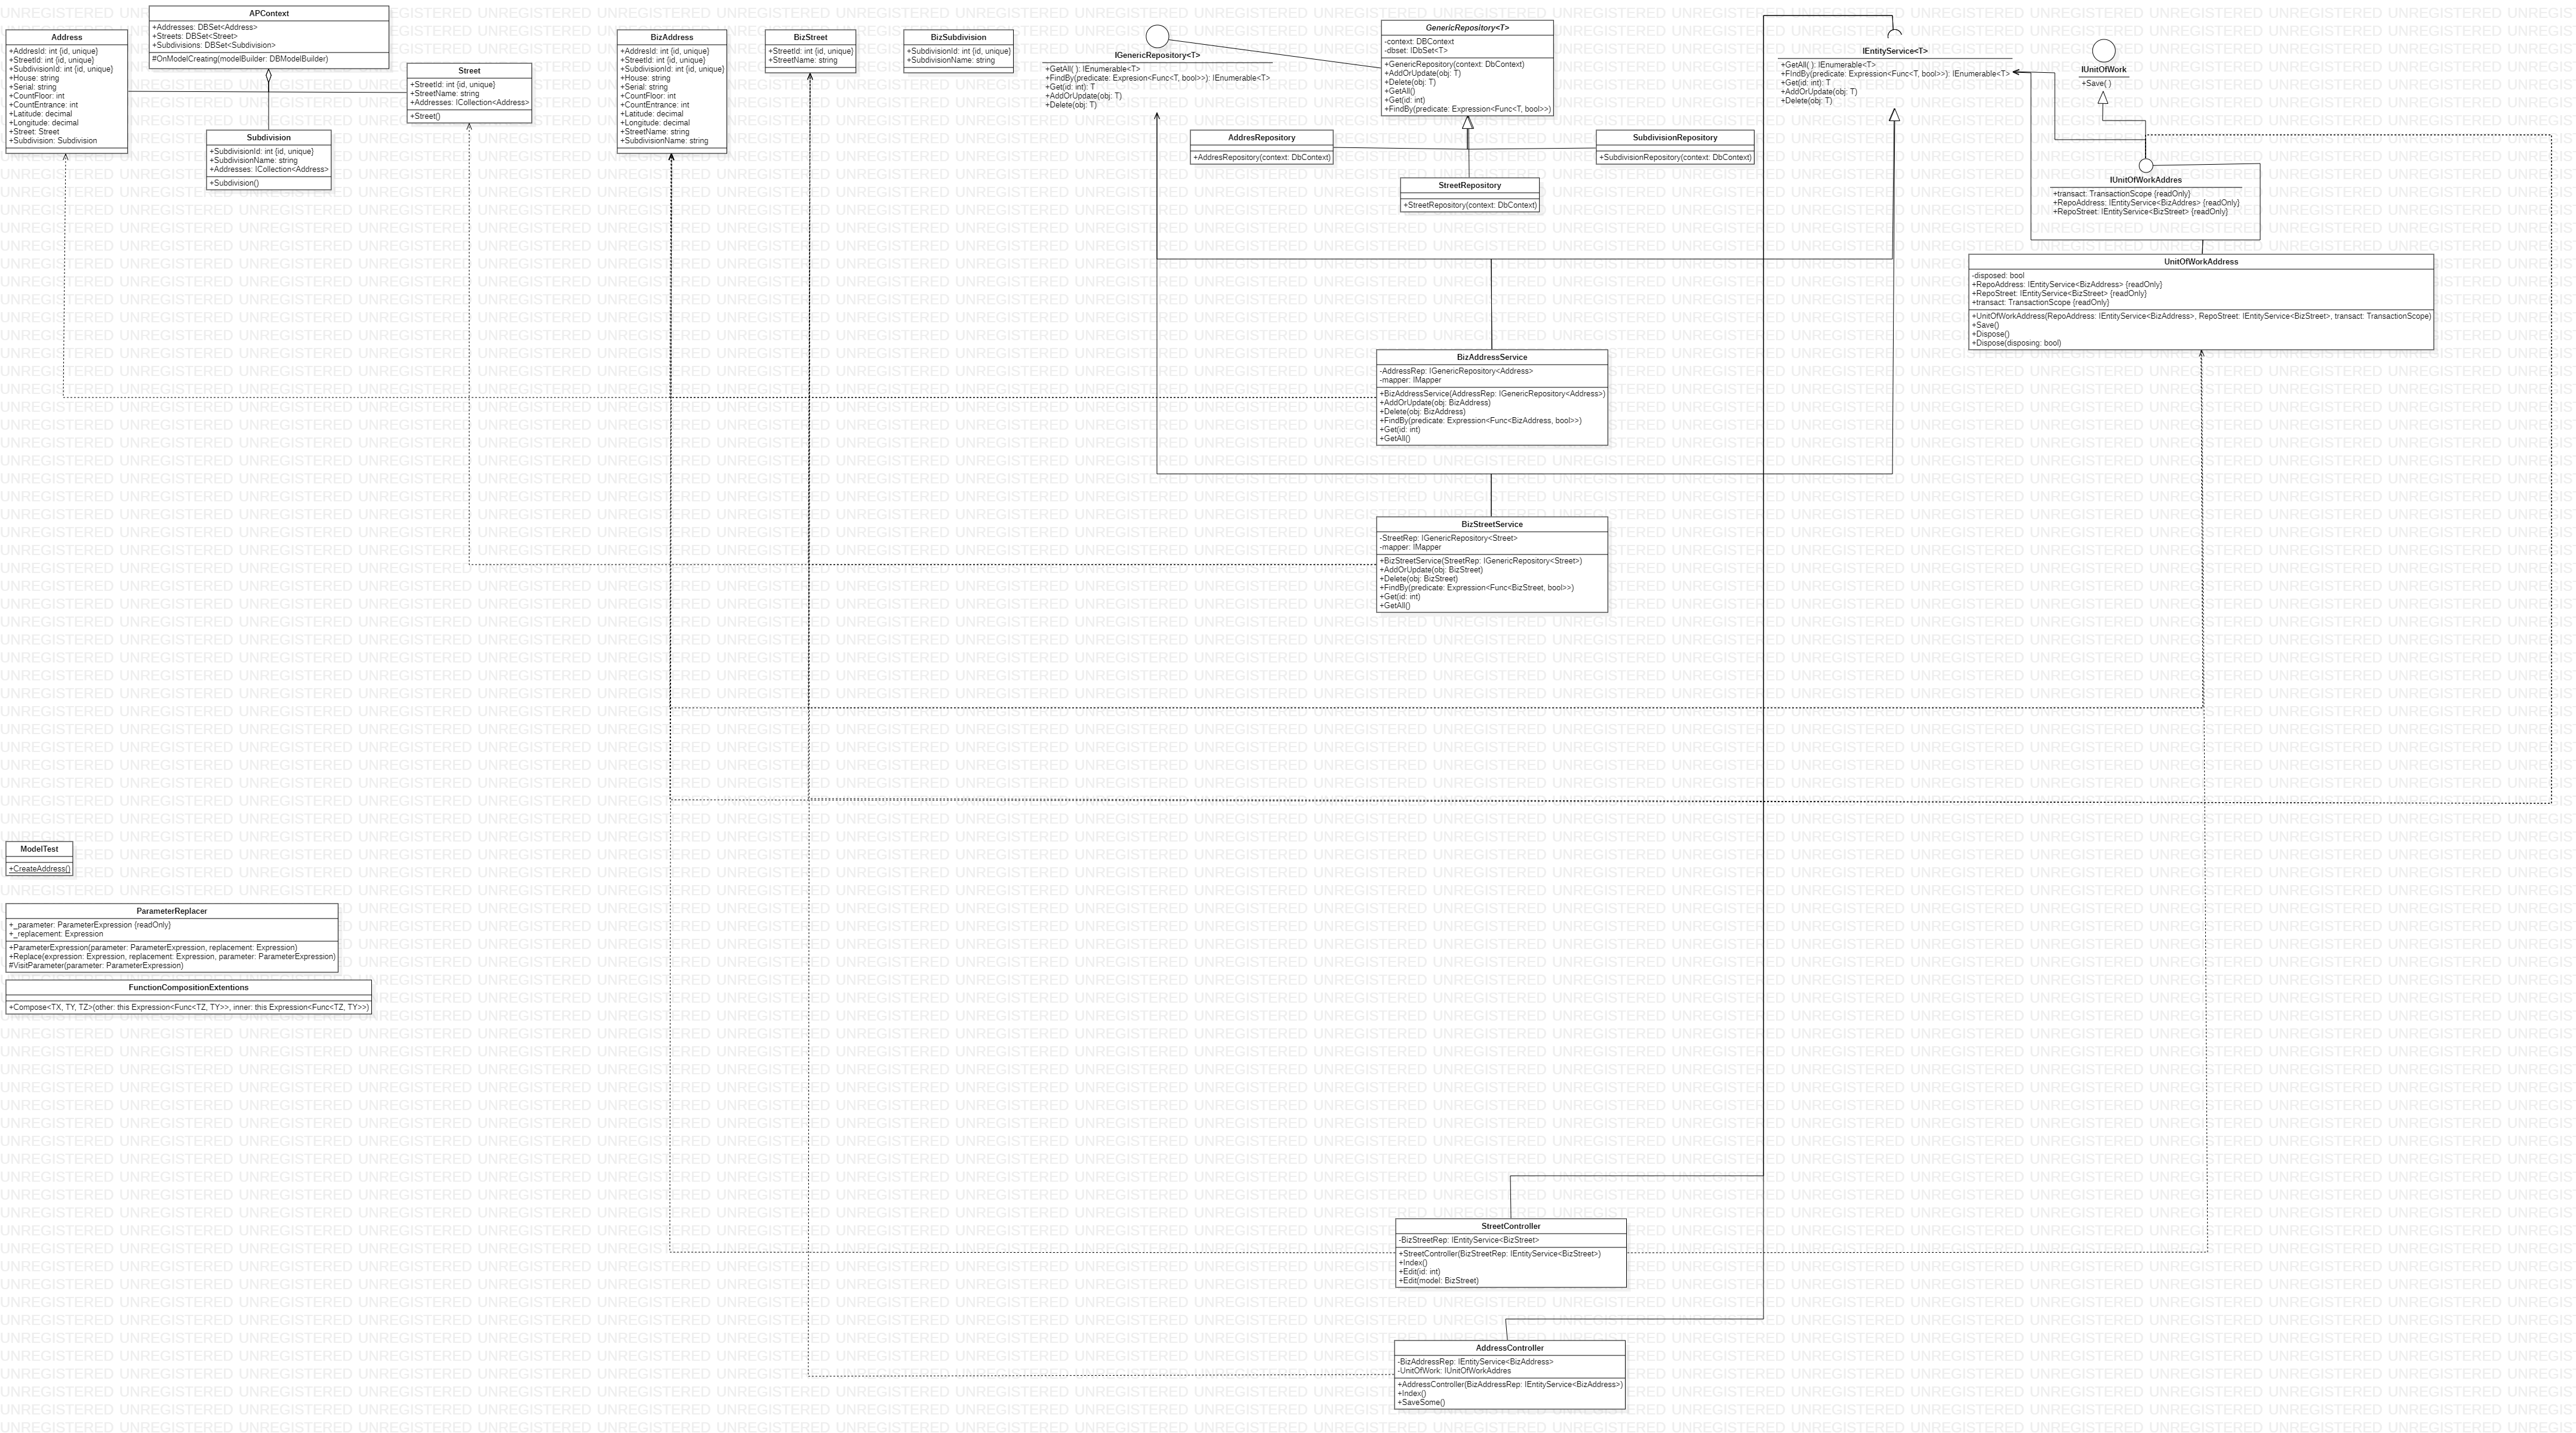 APContext
+Addresses: DBSet<Address>
+Streets: DBSet<Street>
+Subdivisions: DBSet<Subdivision>
#OnModelCreating(modelBuilder: DBModelBuilder)
Address
+AddresId: int {id, unique}
+StreetId: int {id, unique}
+SubdivisionId: int {id, unique}
+House: string
+Serial: string
+CountFloor: int
+CountEntrance: int
+Latitude: decimal
+Longitude: decimal
+Street: Street
+Subdivision: Subdivision
Street
+StreetId: int {id, unique}
+StreetName: string
+Addresses: ICollection<Address>
+Street()
Subdivision
+SubdivisionId: int {id, unique}
+SubdivisionName: string
+Addresses: ICollection<Address>
+Subdivision()
BizAddress
+AddresId: int {id, unique}
+StreetId: int {id, unique}
+SubdivisionId: int {id, unique}
+House: string
+Serial: string
+CountFloor: int
+CountEntrance: int
+Latitude: decimal
+Longitude: decimal
+StreetName: string
+SubdivisionName: string
BizStreet
+StreetId: int {id, unique}
+StreetName: string
BizSubdivision
+SubdivisionId: int {id, unique}
+SubdivisionName: string
IGenericRepository<T>
+GetAll( ): IEnumerable<T>
+FindBy(predicate: Expresion<Func<T, bool>>): IEnumerable<T>
+Get(id: int): T
+AddOrUpdate(obj: T)
+Delete(obj: T)
GenericRepository<T>
-context: DBContext
-dbset: IDbSet<T>
+GenericRepository(context: DbContext)
+AddOrUpdate(obj: T)
+Delete(obj: T)
+GetAll()
+Get(id: int)
+FindBy(predicate: Expression<Func<T, bool>>)
AddresRepository
+AddresRepository(context: DbContext)
SubdivisionRepository
+SubdivisionRepository(context: DbContext)
StreetRepository
+StreetRepository(context: DbContext)
IEntityService<T>
+GetAll( ): IEnumerable<T>
+FIndBy(predicate: Expression<Func<T, bool>>): IEnumerable<T>
+Get(id: int): T
+AddOrUpdate(obj: T)
+Delete(obj: T)
IUnitOfWork
+Save( )
IUnitOfWorkAddres
+transact: TransactionScope {readOnly}
+RepoAddress: IEntityService<BizAddres> {readOnly}
+RepoStreet: IEntityService<BizStreet> {readOnly}
UnitOfWorkAddress
-disposed: bool
+RepoAddress: IEntityService<BizAddress> {readOnly}
+RepoStreet: IEntityService<BizStreet> {readOnly}
+transact: TransactionScope {readOnly}
+UnitOfWorkAddress(RepoAddress: IEntityService<BizAddress>, RepoStreet: IEntityService<BizStreet>, transact: TransactionScope)
+Save()
+Dispose()
+Dispose(disposing: bool)
BizAddressService
-AddressRep: IGenericRepository<Address>
-mapper: IMapper
+BizAddressService(AddressRep: IGenericRepository<Address>)
+AddOrUpdate(obj: BizAddress)
+Delete(obj: BizAddress)
+FindBy(predicate: Expression<Func<BizAddress, bool>>)
+Get(id: int)
+GetAll()
BizStreetService
-StreetRep: IGenericRepository<Street>
-mapper: IMapper
+BizStreetService(StreetRep: IGenericRepository<Street>)
+AddOrUpdate(obj: BizStreet)
+Delete(obj: BizStreet)
+FindBy(predicate: Expression<Func<BizStreet, bool>>)
+Get(id: int)
+GetAll()
ModelTest
+CreateAddress()
ParameterReplacer
+_parameter: ParameterExpression {readOnly}
+_replacement: Expression
+ParameterExpression(parameter: ParameterExpression, replacement: Expression)
+Replace(expression: Expression, replacement: Expression, parameter: ParameterExpression)
#VisitParameter(parameter: ParameterExpression)
FunctionCompositionExtentions
+Compose<TX, TY, TZ>(other: this Expression<Func<TZ, TY>>, inner: this Expression<Func<TZ, TY>>)
StreetController
-BizStreetRep: IEntityService<BizStreet>
+StreetController(BizStreetRep: IEntityService<BizStreet>)
+Index()
+Edit(id: int)
+Edit(model: BizStreet)
AddressController
-BizAddressRep: IEntityService<BizAddress>
-UnitOfWork: IUnitOfWorkAddres
+AddressController(BizAddressRep: IEntityService<BizAddress>)
+Index()
+SaveSome()
UNREGISTERED